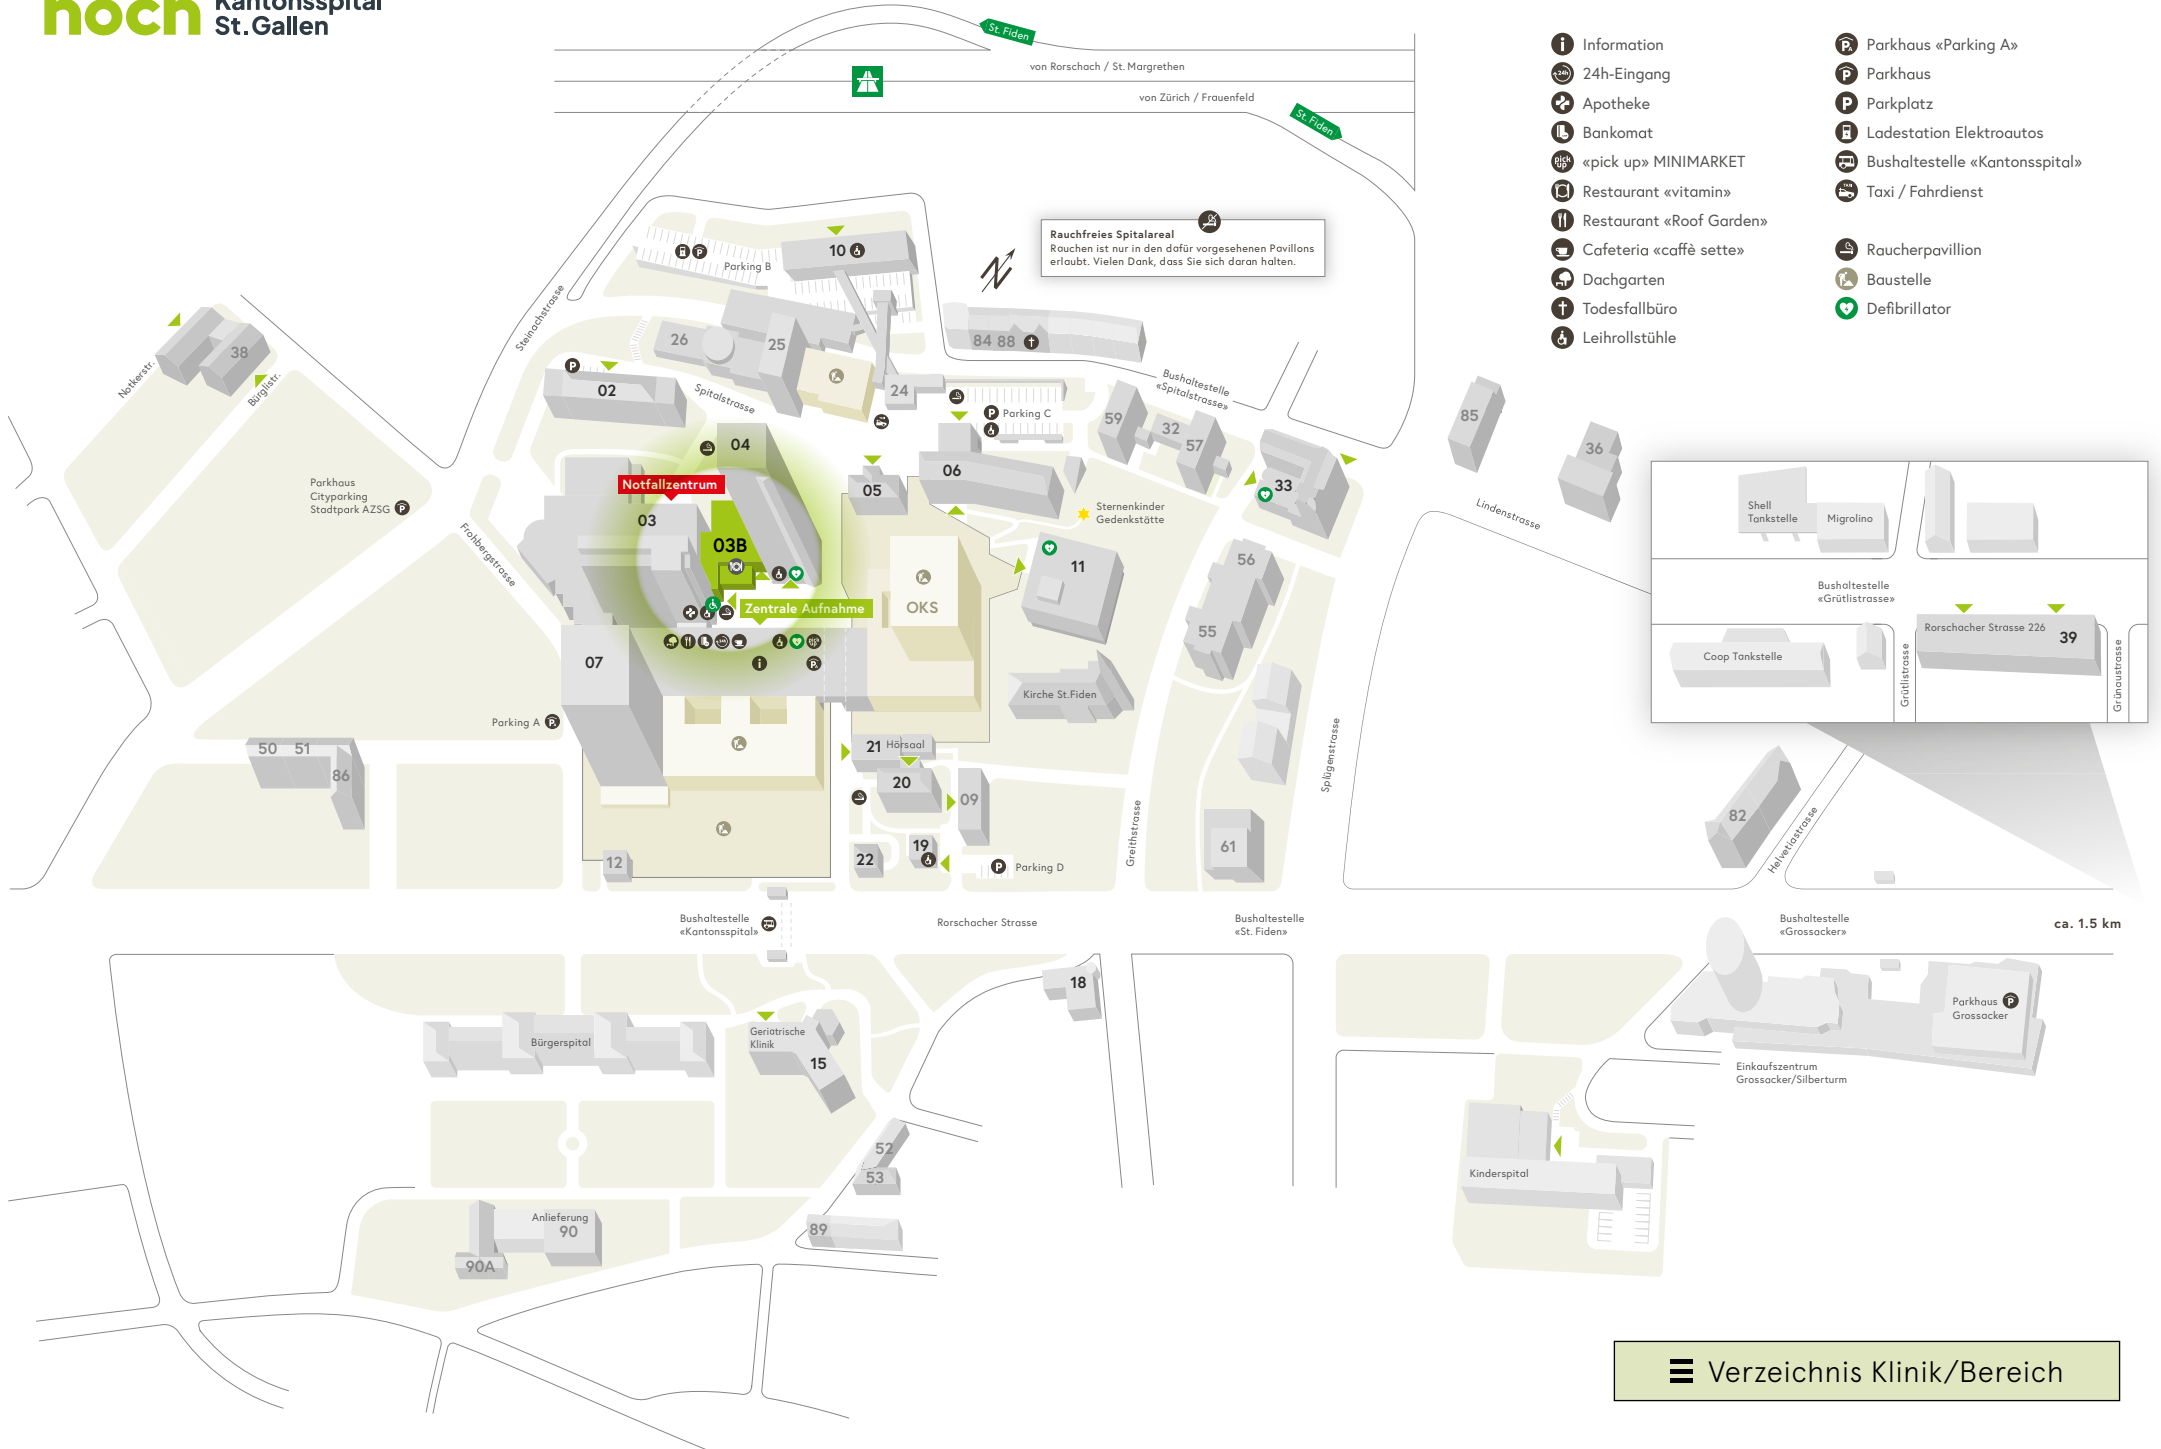 noch
Kantonsspital
St.Gallen
St. Fiden
von Rorschach / St. Margrethen
von Zürich / Frauenfeld
St. Fiden
Information
24h-Eingang
Apotheke
Bankomat
«pick up» MINIMARKET
Restaurant «vitamin»
Restaurant «Roof Garden»
Cafeteria «caffè sette»
Dachgarten
Todesfallbüro
Leihrollstühle
Parkhaus «Parking A»
Parkhaus
Parkplatz
Ladestation Elektroautos
Bushaltestelle «Kantonsspital»
Taxi / Fahrdienst
Raucherpavillion
Baustelle
Defibrillator
Rauchfreies Spitalareal
Rauchen ist nur in den dafür vorgesehenen Pavillons
erlaubt. Vielen Dank, dass Sie sich daran halten.
N
10
Parking B
Steinachstrasse
26
25
84 88
38
Notkerstr.
Bürglistr.
02
Spitalstrasse
24
Bushaltestelle
«Spitalstrasse»
Parking C
59
32
57
85
36
04
06
05
33
Parkhaus
Cityparking
Stadtpark AZSG
Notfallzentrum
03
03B
Sternenkinder
Gedenkstätte
Lindenstrasse
Frohbergstrasse
11
56
55
OKS
Zentrale Aufnahme
07
Kirche St.Fiden
Parking A
Shell
Tankstelle
Migrolino
Bushaltestelle
«Grütlistrasse»
Rorschacher Strasse 226
39
Coop Tankstelle
Grütlistrasse
Grünaustrasse
50
51
86
21
Hörsaal
20
09
Splügenstrasse
Greithstrasse
82
Helvetiastrasse
61
12
22
19
Parking D
Bushaltestelle
«Kantonsspital»
Rorschacher Strasse
Bushaltestelle
«St. Fiden»
Bushaltestelle
«Grossacker»
ca. 1.5 km
18
Bürgerspital
Geriatrische
Klinik
15
Parkhaus
Grossacker
Einkaufszentrum
Grossacker/Silberturm
52
53
Kinderspital
Anlieferung
90
90A
89
Verzeichnis Klinik/Bereich